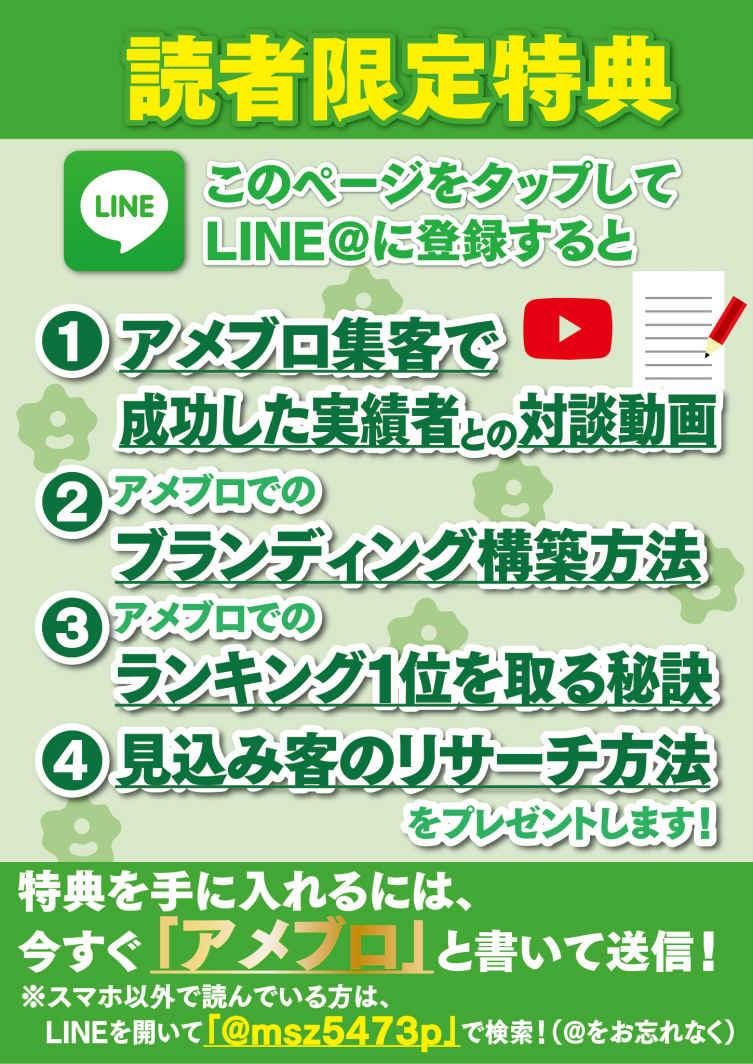 読者限定特典
LINE
このページをタップして
LINE@に登録すると
1 アメブロ集客で
成功した実績者との対談動画
2 アメブロでの
ブランディング構築方法
3 アメブロでの
ランキング1位を取る秘訣
4 見込み客のリサーチ方法
をプレゼントします!
特典を手に入れるには、
今すぐ「アメブロ」と書いて送信!
※スマホ以外で読んでいる方は、
LINEを開いて「@msz5473p」で検索!(@をお忘れなく)